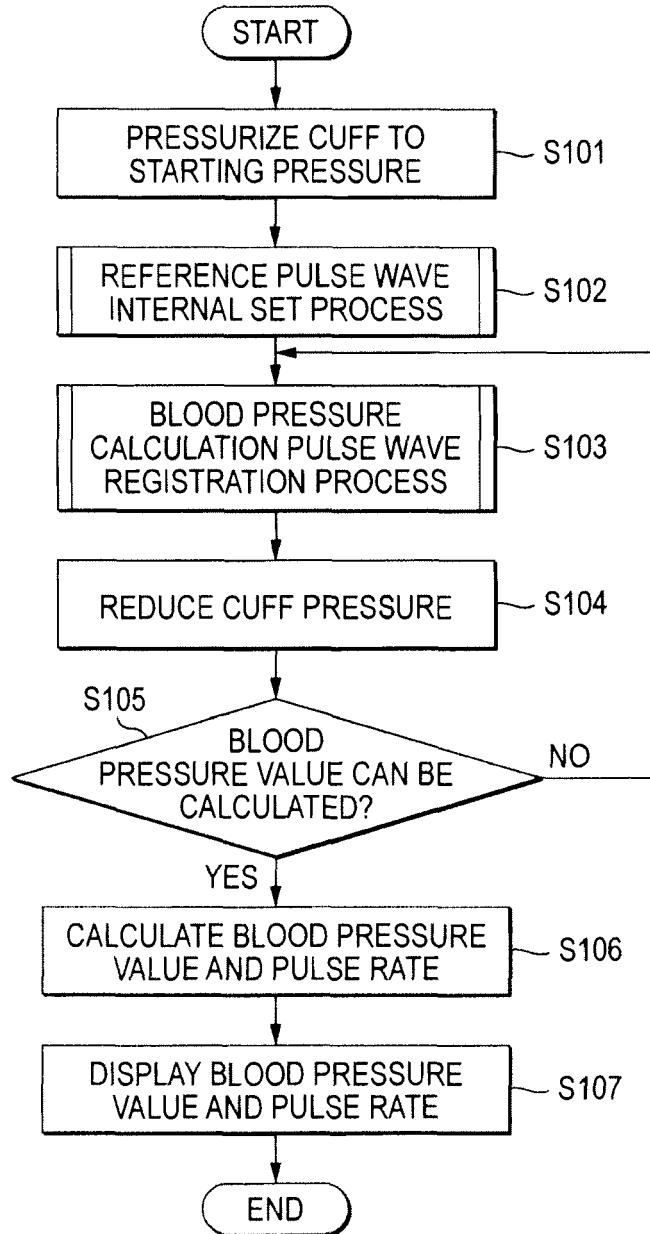 START
PRESSURIZE CUFF TO
STARTING PRESSURE
S101
REFERENCE PULSE WAVE
INTERNAL SET PROCESS
S102
BLOOD PRESSURE
CALCULATION PULSE WAVE
REGISTRATION PROCESS
S103
REDUCE CUFF PRESSURE
S104
S105
BLOOD
PRESSURE VALUE CAN BE
CALCULATED?
NO
YES
CALCULATE BLOOD PRESSURE
VALUE AND PULSE RATE
S106
DISPLAY BLOOD PRESSURE
VALUE AND PULSE RATE
S107
END